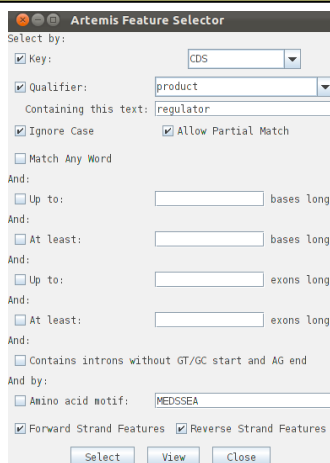 Artemis Feature Selector
Select by:
Key: CDS
Qualifier: product
Containing this text: regulator
Ignore Case Allow Partial Match
Match Any Word
And:
Up to: bases long
And:
At least: bases long
And:
Up to: exons long
And:
At least: exons long
And:
Contains introns without GT/GC start and AG end
And by:
Amino acid motif: MEDSSEA
Forward Strand Features Reverse Strand Features
Select View Close